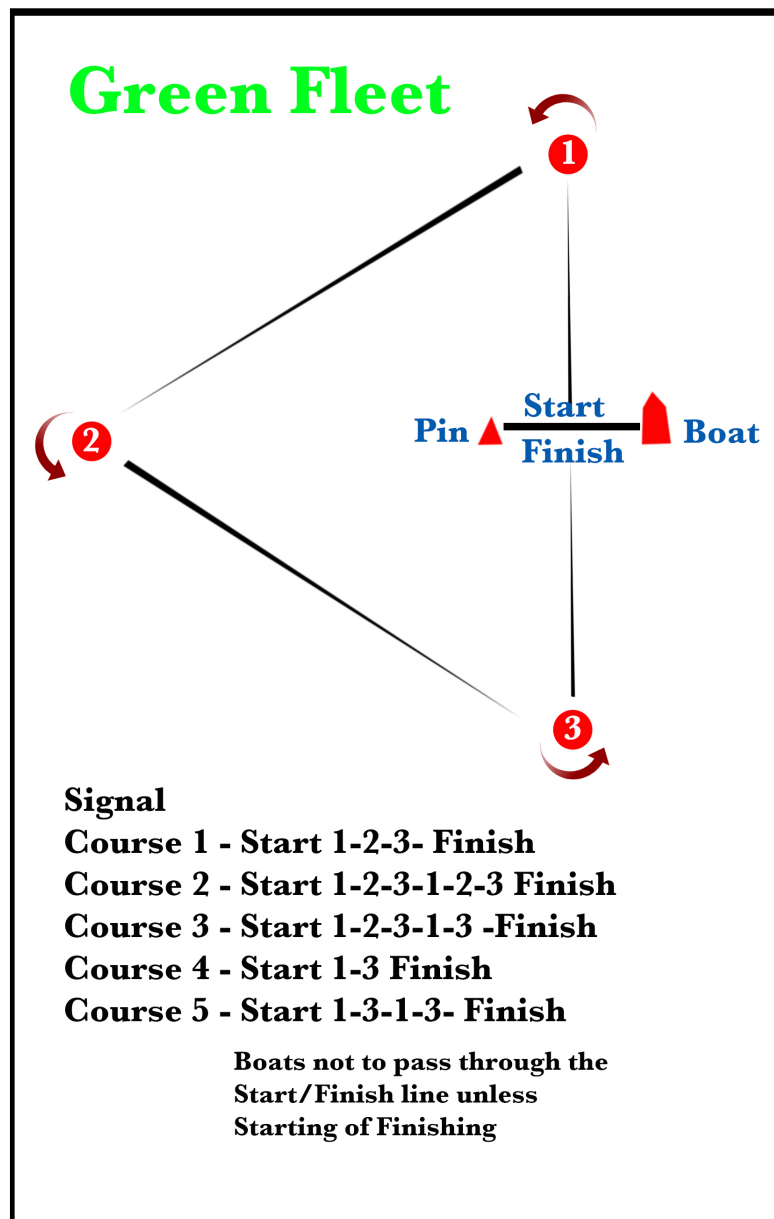 Green Fleet
1
Start
Pin
Boat
2
Finish
3
Signal
Course 1 - Start 1-2-3- Finish
Course 2 - Start 1-2-3-1-2-3 Finish
Course 3 - Start 1-2-3-1-3 -Finish
Course 4 - Start 1-3 Finish
Course 5 - Start 1-3-1-3- Finish
Boats not to pass through the
Start/Finish line unless
Starting of Finishing